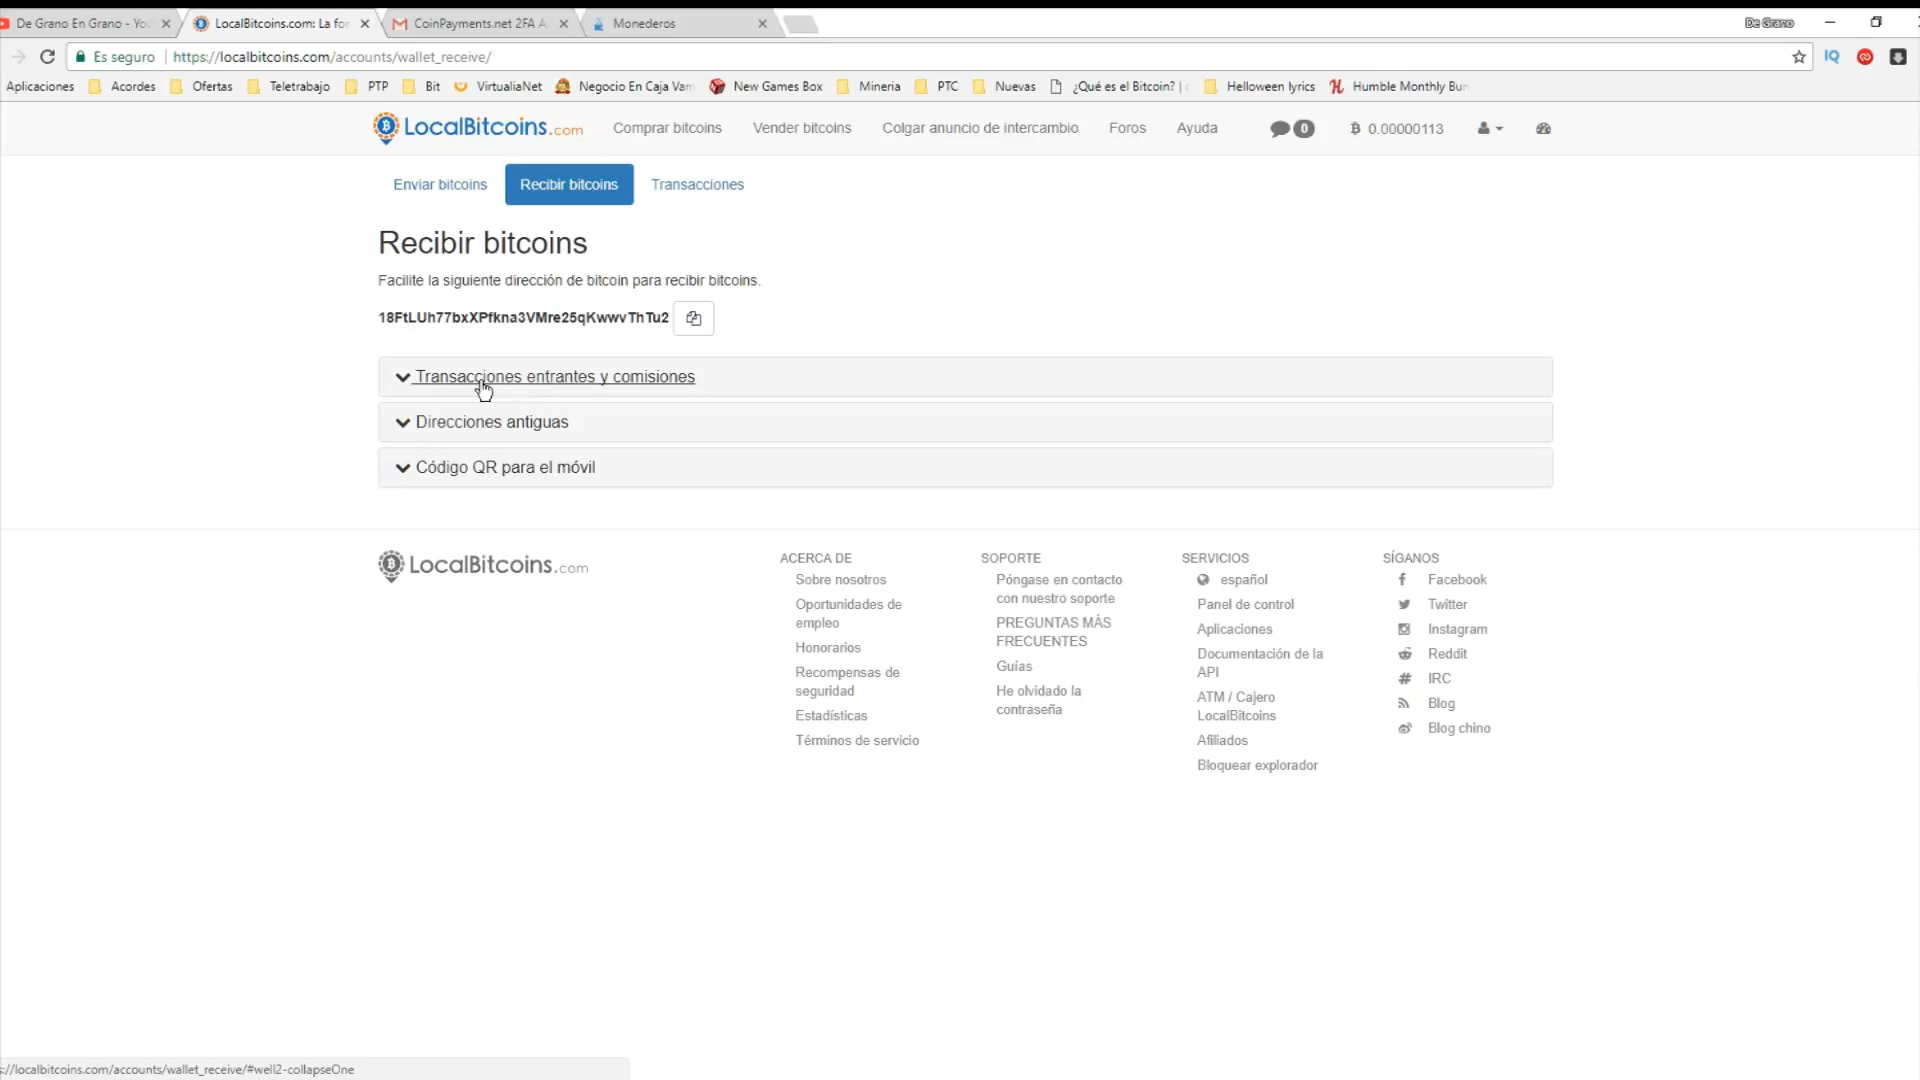 De Grano En Grano - You
LocalBitcoins.com: La fo
CoinPayments.net 2FA A
Monederos
De Grano
Es seguro
https://localbitcoins.com/accounts/wallet_receive/
IQ
Aplicaciones
Acordes
Ofertas
Teletrabajo
PTP
Bit
VirtualiaNet
Negocio En Caja Vam
New Games Box
Mineria
PTC
Nuevas
¿Qué es el Bitcoin? |
Helloween lyrics
Humble Monthly Bun
LocalBitcoins.com
Comprar bitcoins
Vender bitcoins
Colgar anuncio de intercambio
Foros
Ayuda
0
0.00000113
Enviar bitcoins
Recibir bitcoins
Transacciones
Recibir bitcoins
Facilite la siguiente dirección de bitcoin para recibir bitcoins.
18FtLUh77bxXPfkna3VMre25qKwwvThTu2
Transacciones entrantes y comisiones
Direcciones antiguas
Código QR para el móvil
LocalBitcoins.com
ACERCA DE
Sobre nosotros
Oportunidades de
empleo
Honorarios
Recompensas de
seguridad
Estadísticas
Términos de servicio
SOPORTE
Póngase en contacto
con nuestro soporte
PREGUNTAS MÁS
FRECUENTES
Guías
He olvidado la
contraseña
SERVICIOS
español
Panel de control
Aplicaciones
Documentación de la
API
ATM / Cajero
LocalBitcoins
Afiliados
Bloquear explorador
SÍGANOS
Facebook
Twitter
Instagram
Reddit
IRC
Blog
Blog chino
://localbitcoins.com/accounts/wallet_receive/#well2-collapseOne